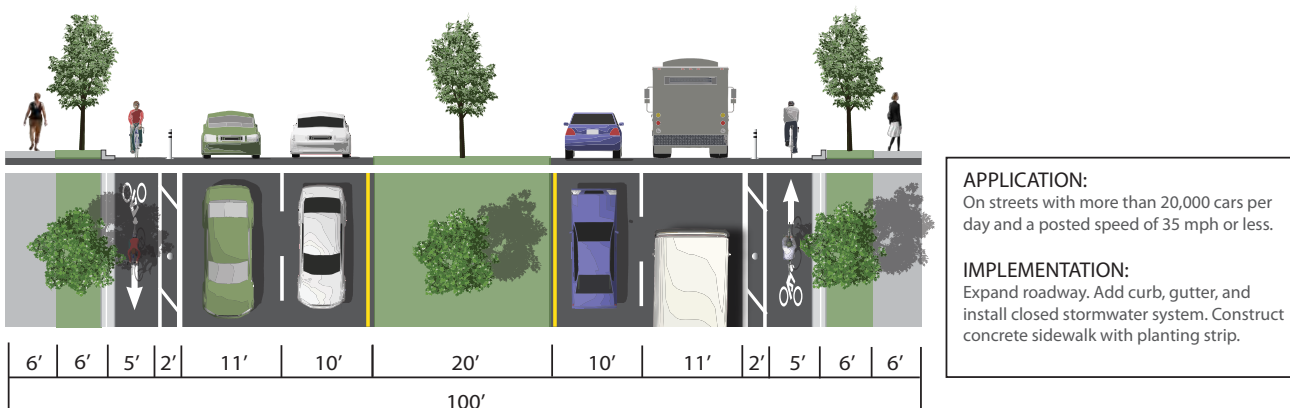 APPLICATION:
On streets with more than 20,000 cars per
day and a posted speed of 35 mph or less.
IMPLEMENTATION:
Expand roadway. Add curb, gutter, and
install closed stormwater system. Construct
concrete sidewalk with planting strip.
6’ 6’ 5’ 2’ 11’ 10’ 20’ 10’ 11’ 2’ 5’ 6’ 6’
100’